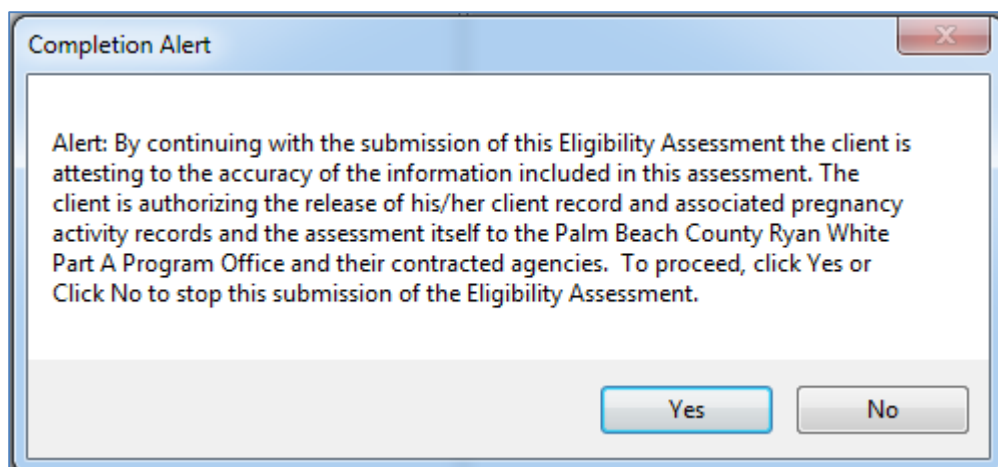 Completion Alert
Alert: By continuing with the submission of this Eligibility Assessment the client is
attesting to the accuracy of the information included in this assessment. The
client is authorizing the release of his/her client record and associated pregnancy
activity records and the assessment itself to the Palm Beach County Ryan White
Part A Program Office and their contracted agencies.  To proceed, click Yes or
Click No to stop this submission of the Eligibility Assessment.
Yes No